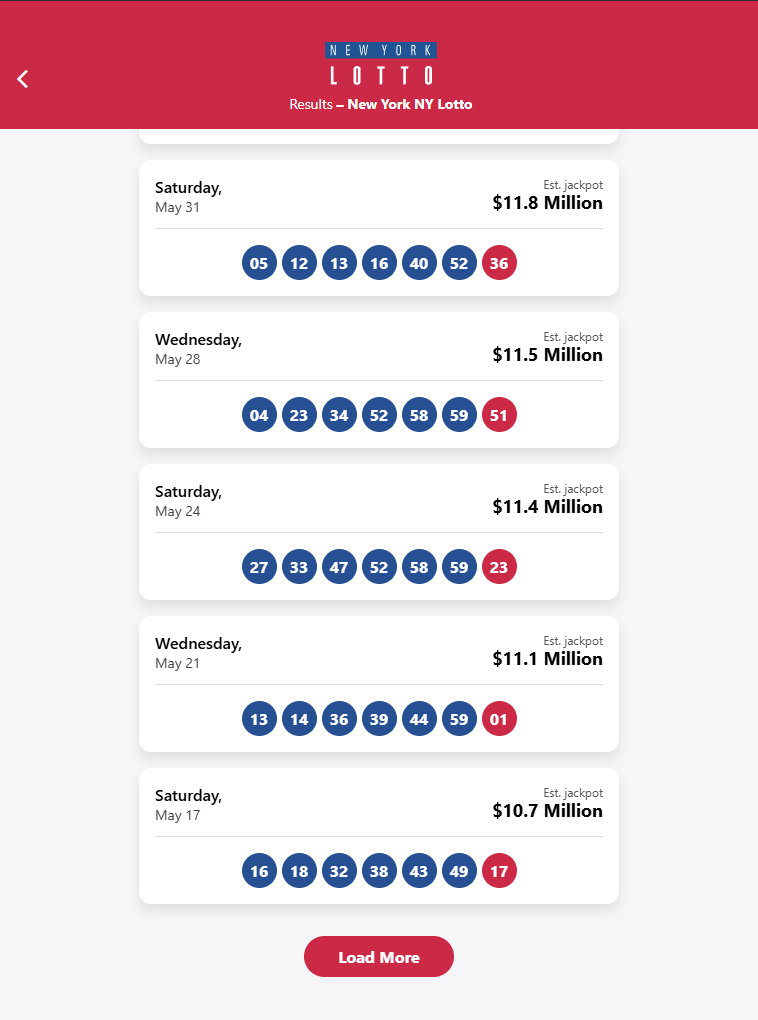 NEW YORK
LOTTO
Results – New York NY Lotto
Saturday,
May 31
Est. jackpot
$11.8 Million
05 12 13 16 40 52 36
Wednesday,
May 28
Est. jackpot
$11.5 Million
04 23 34 52 58 59 51
Saturday,
May 24
Est. jackpot
$11.4 Million
27 33 47 52 58 59 23
Wednesday,
May 21
Est. jackpot
$11.1 Million
13 14 36 39 44 59 01
Saturday,
May 17
Est. jackpot
$10.7 Million
16 18 32 38 43 49 17
Load More